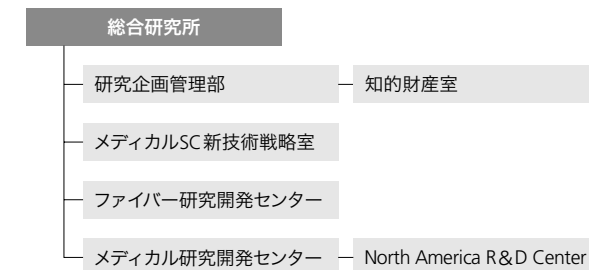 総合研究所
研究企画管理部
知的財産室
メディカルSC新技術戦略室
ファイバー研究開発センター
メディカル研究開発センター
North America R&D Center